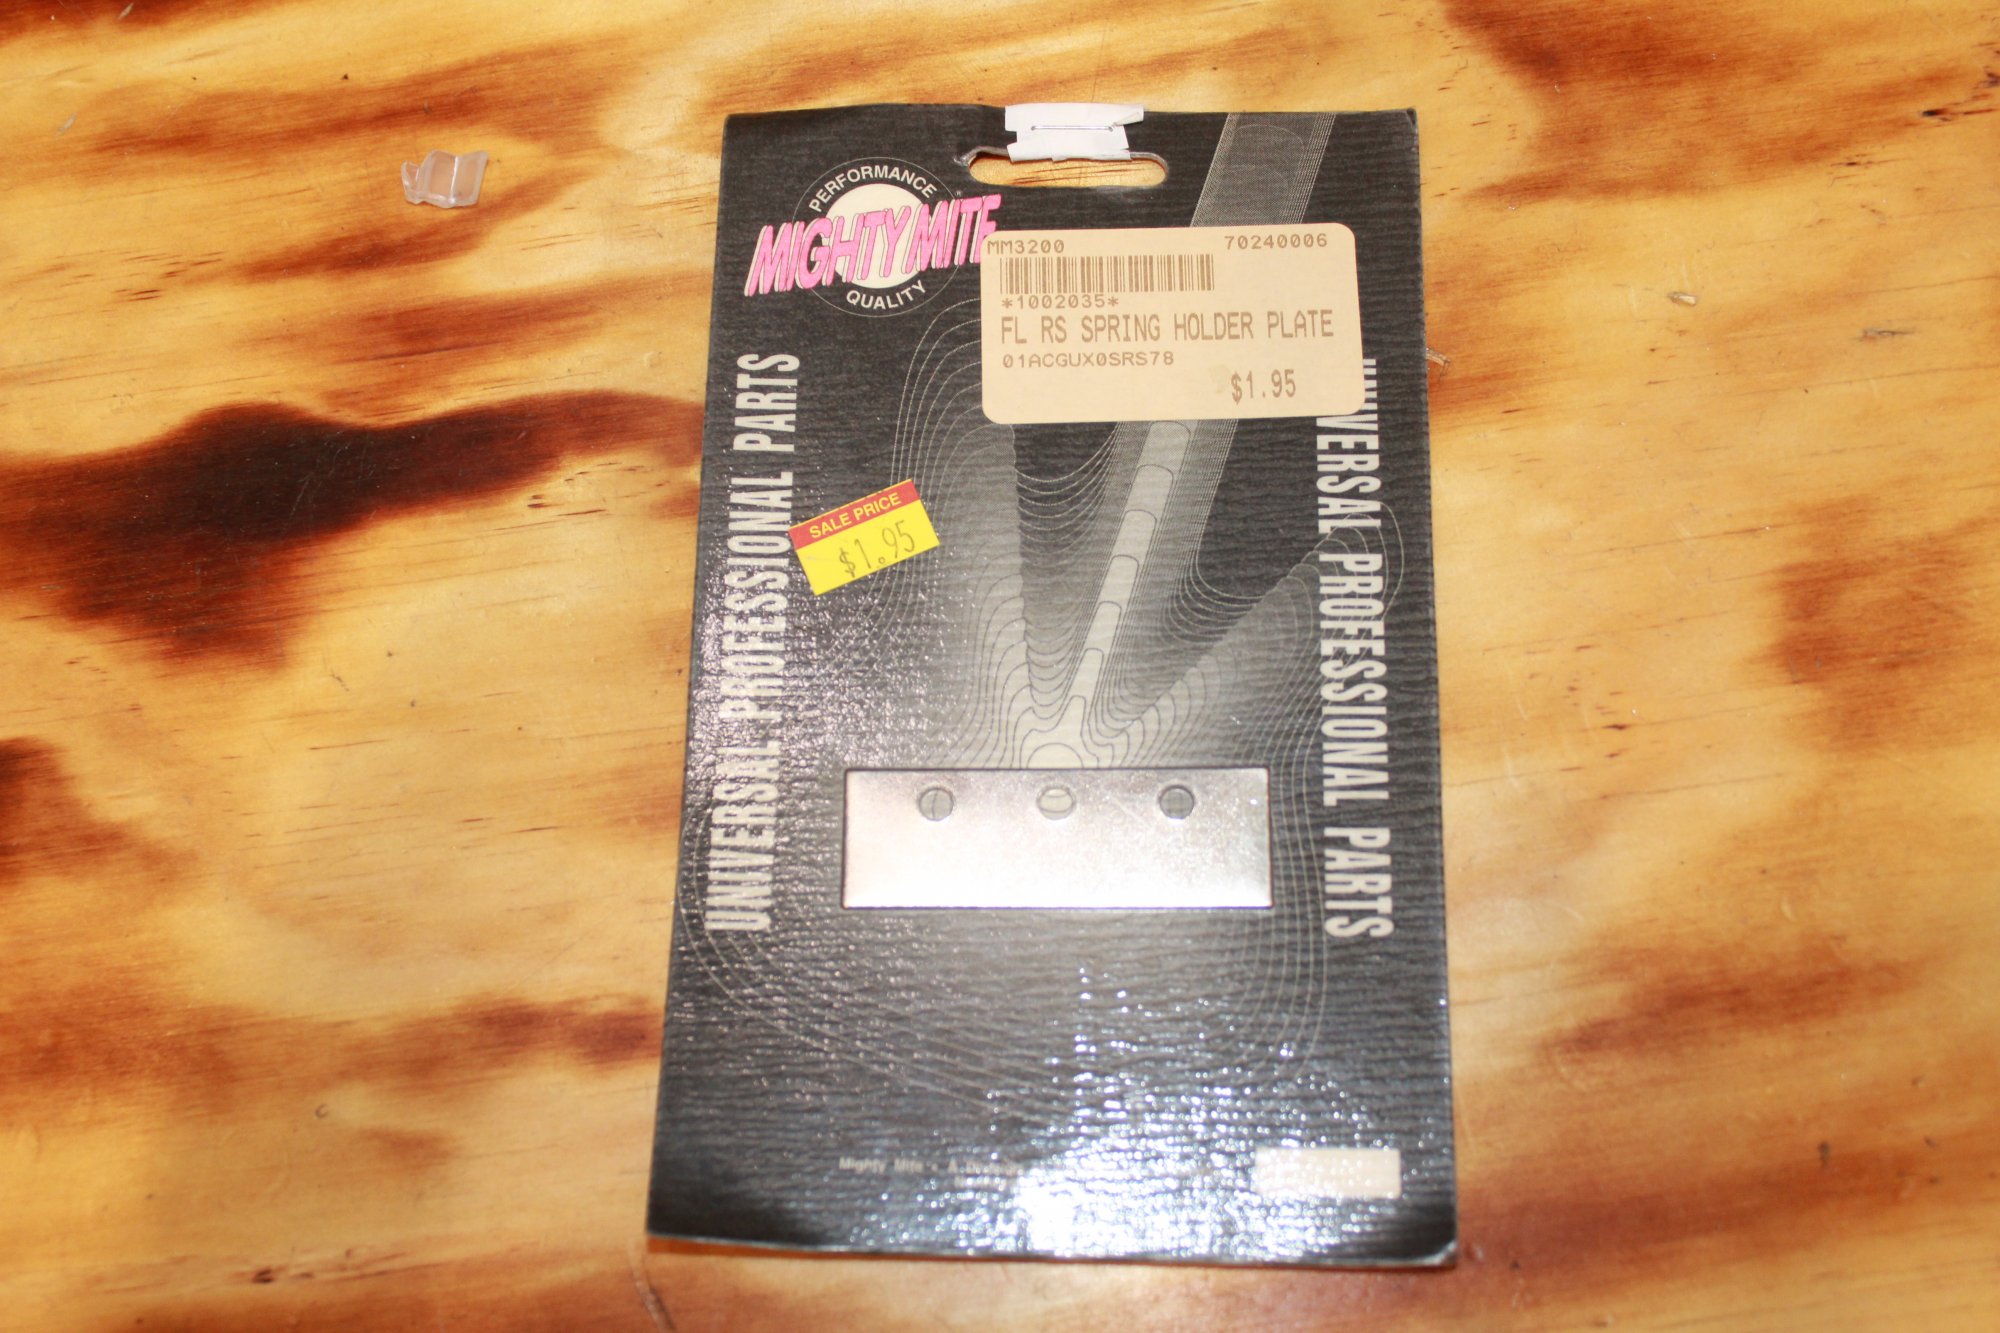 PERFORMANCE
MIGHTY MITE
QUALITY
MM3200 70240006
*1002035*
FL RS SPRING HOLDER PLATE
01ACGUX0SRS78
$1.95
SALE PRICE
$1.95
UNIVERSAL PROFESSIONAL PARTS
UNIVERSAL PROFESSIONAL PARTS
Mighty Mite